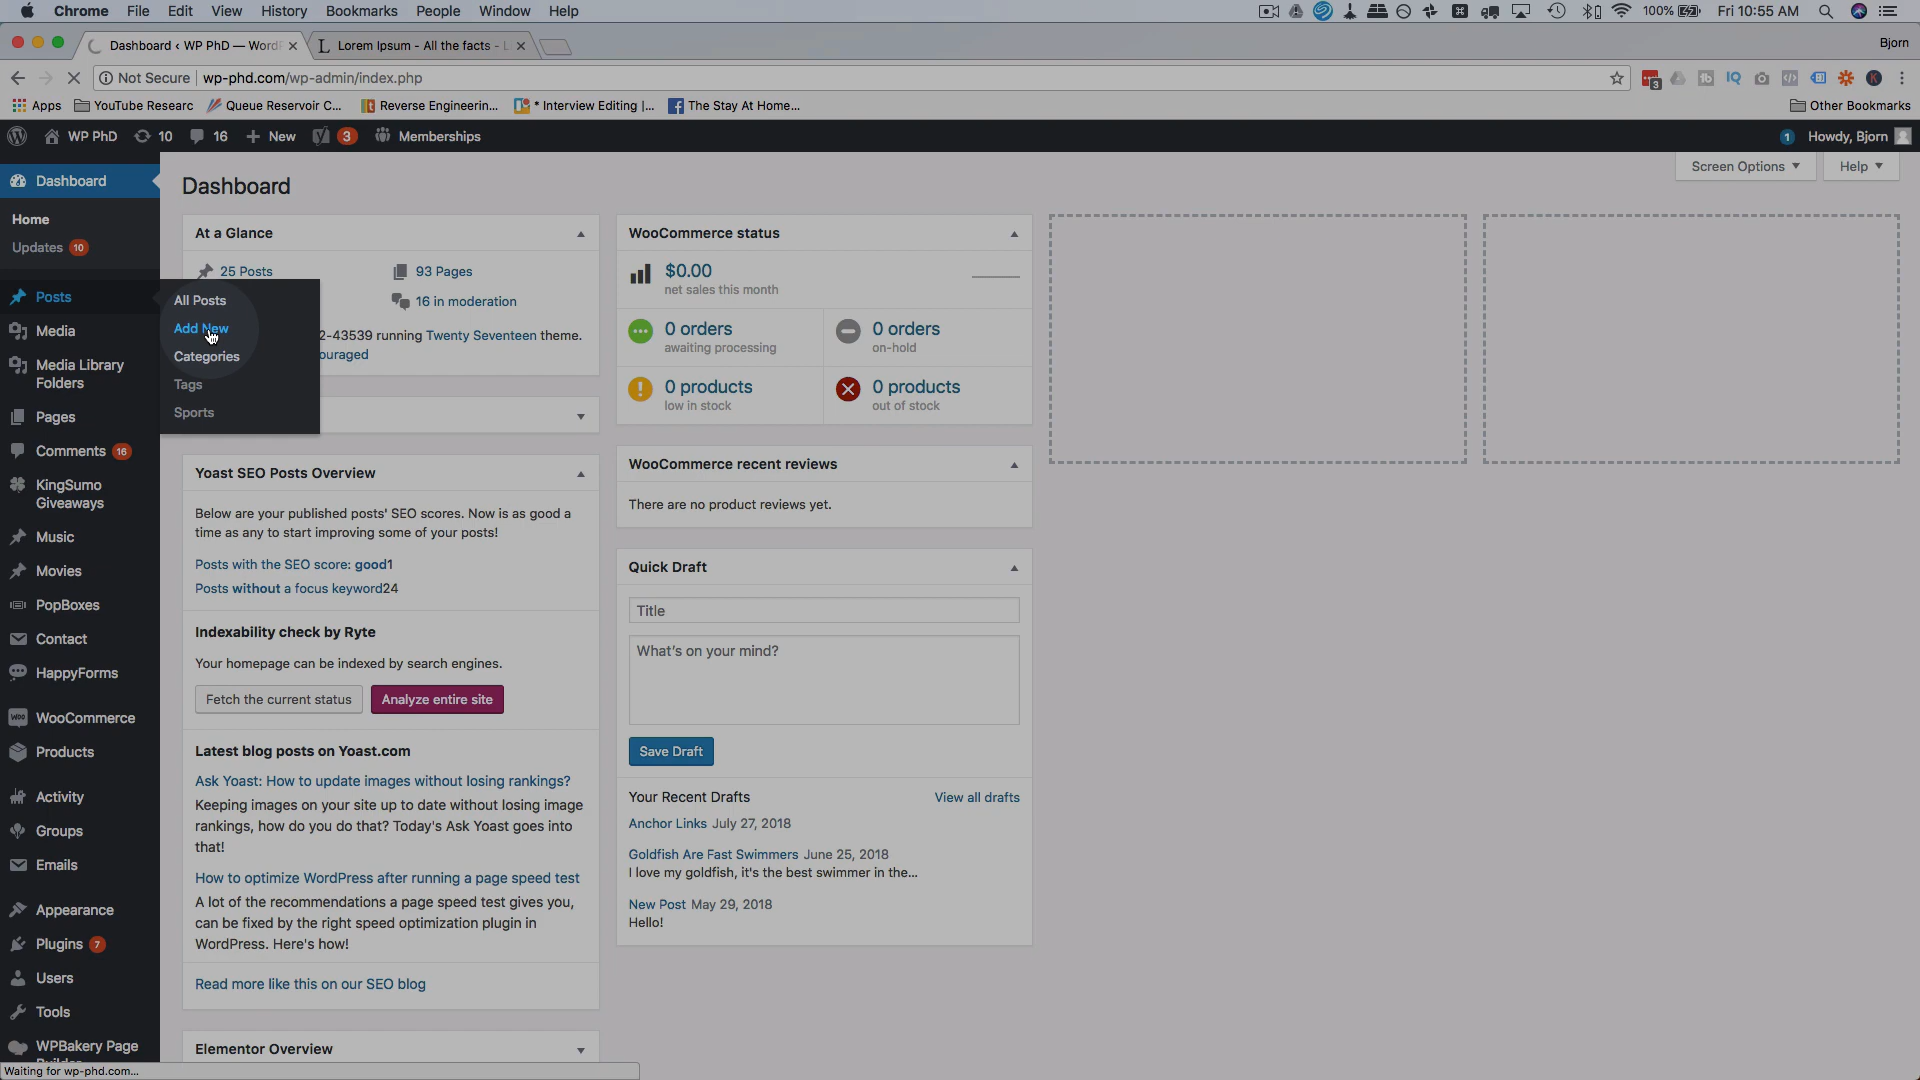 Chrome File Edit View History Bookmarks People Window Help 100% Fri 10:55 AM
Dashboard ‹ WP PhD — Word Lorem Ipsum - All the facts - L Bjorn
Not Secure wp-phd.com/wp-admin/index.php 3
Apps YouTube Researc Queue Reservoir C... Reverse Engineerin... * Interview Editing |... The Stay At Home... Other Bookmarks
WP PhD 10 16 + New 3 Memberships 1 Howdy, Bjorn
Screen Options Help
Dashboard
Home
Updates 10
Posts
Media
Media Library
Folders
Pages
Comments 16
KingSumo
Giveaways
Music
Movies
PopBoxes
Contact
HappyForms
WooCommerce
Products
Activity
Groups
Emails
Appearance
Plugins 7
Users
Tools
WPBakery Page
All Posts
Add New
Categories
Tags
Sports
Dashboard
At a Glance
25 Posts 93 Pages
16 in moderation
2-43539 running Twenty Seventeen theme.
ouraged
Yoast SEO Posts Overview
Below are your published posts' SEO scores. Now is as good a
time as any to start improving some of your posts!
Posts with the SEO score: good1
Posts without a focus keyword24
Indexability check by Ryte
Your homepage can be indexed by search engines.
Fetch the current status Analyze entire site
Latest blog posts on Yoast.com
Ask Yoast: How to update images without losing rankings?
Keeping images on your site up to date without losing image
rankings, how do you do that? Today's Ask Yoast goes into
that!
How to optimize WordPress after running a page speed test
A lot of the recommendations a page speed test gives you,
can be fixed by the right speed optimization plugin in
WordPress. Here's how!
Read more like this on our SEO blog
Elementor Overview
WooCommerce status
$0.00
net sales this month
0 orders
awaiting processing
0 orders
on-hold
0 products
low in stock
0 products
out of stock
WooCommerce recent reviews
There are no product reviews yet.
Quick Draft
Title
What's on your mind?
Save Draft
Your Recent Drafts View all drafts
Anchor Links July 27, 2018
Goldfish Are Fast Swimmers June 25, 2018
I love my goldfish, it's the best swimmer in the...
New Post May 29, 2018
Hello!
Waiting for wp-phd.com...